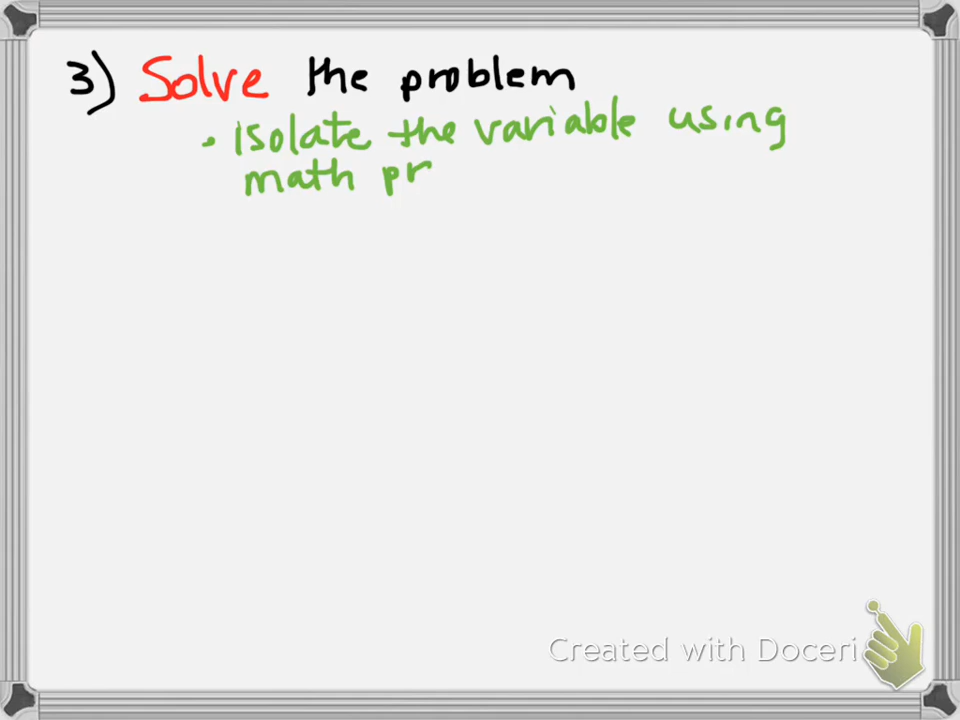 3) Solve the problem
• Isolate the variable using
math pr
Created with Doceri